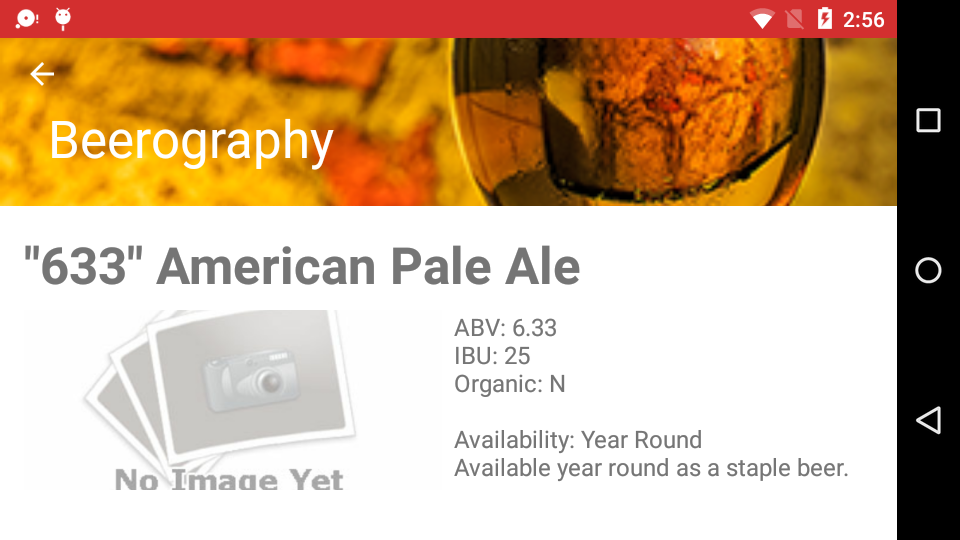 2:56
Beerography
"633" American Pale Ale
No Image Yet
ABV: 6.33
IBU: 25
Organic: N
Availability: Year Round
Available year round as a staple beer.